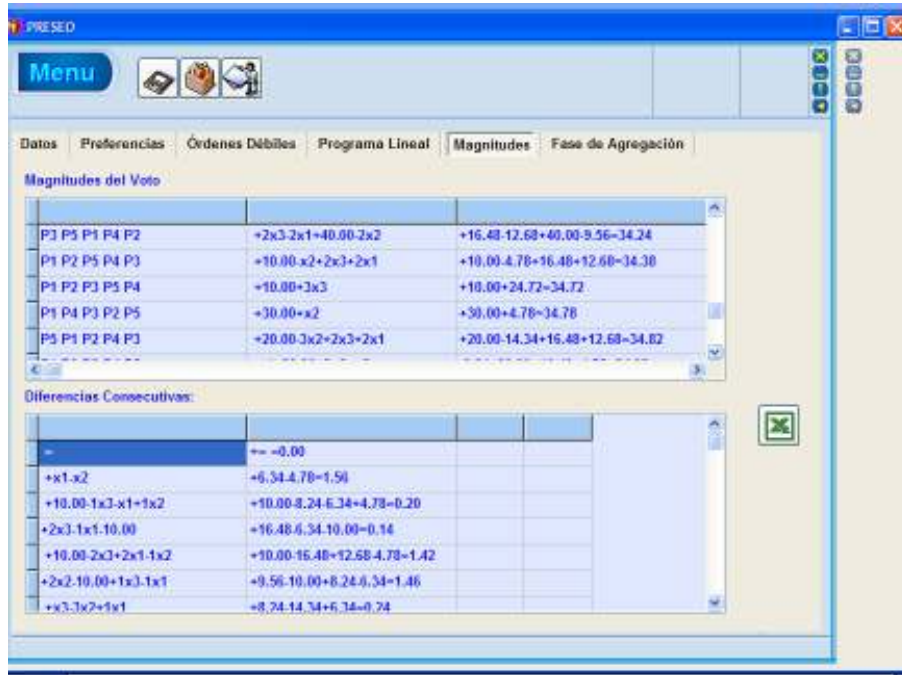 PRESEO
Menu
Datos Preferencias Órdenes Débiles Programa Lineal Magnitudes Fase de Agregación
Magnitudes del Voto
P3 P5 P1 P4 P2 +2x3-2x1+40.00-2x2 +16.48-12.68+40.00-9.56=34.24
P1 P2 P5 P4 P3 +10.00-x2+2x3+2x1 +10.00-4.78+16.48+12.68=34.38
P1 P2 P3 P5 P4 +10.00+3x3 +10.00+24.72=34.72
P1 P4 P3 P2 P5 +30.00+x2 +30.00+4.78=34.78
P5 P1 P2 P4 P3 +20.00-3x2+2x3+2x1 +20.00-14.34+16.48+12.68=34.82
Diferencias Consecutivas:
= += =0.00
+x1-x2 +6.34-4.78=1.56
+10.00-1x3-x1+1x2 +10.00-8.24-6.34+4.78=0.20
+2x3-1x1-10.00 +16.48-6.34-10.00=0.14
+10.00-2x3+2x1-1x2 +10.00-16.48+12.68-4.78=1.42
+2x2-10.00+1x3-1x1 +9.56-10.00+8.24-6.34=1.46
+x3-3x2+1x1 +8.24-14.34+6.34=0.24